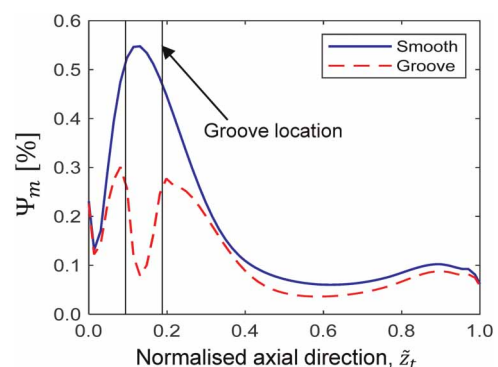 0.6
0.5
0.4
0.3
0.2
0.1
0.0
Ψm [%]
Smooth
Groove
Groove location
0.0 0.2 0.4 0.6 0.8 1.0
Normalised axial direction, z̃t